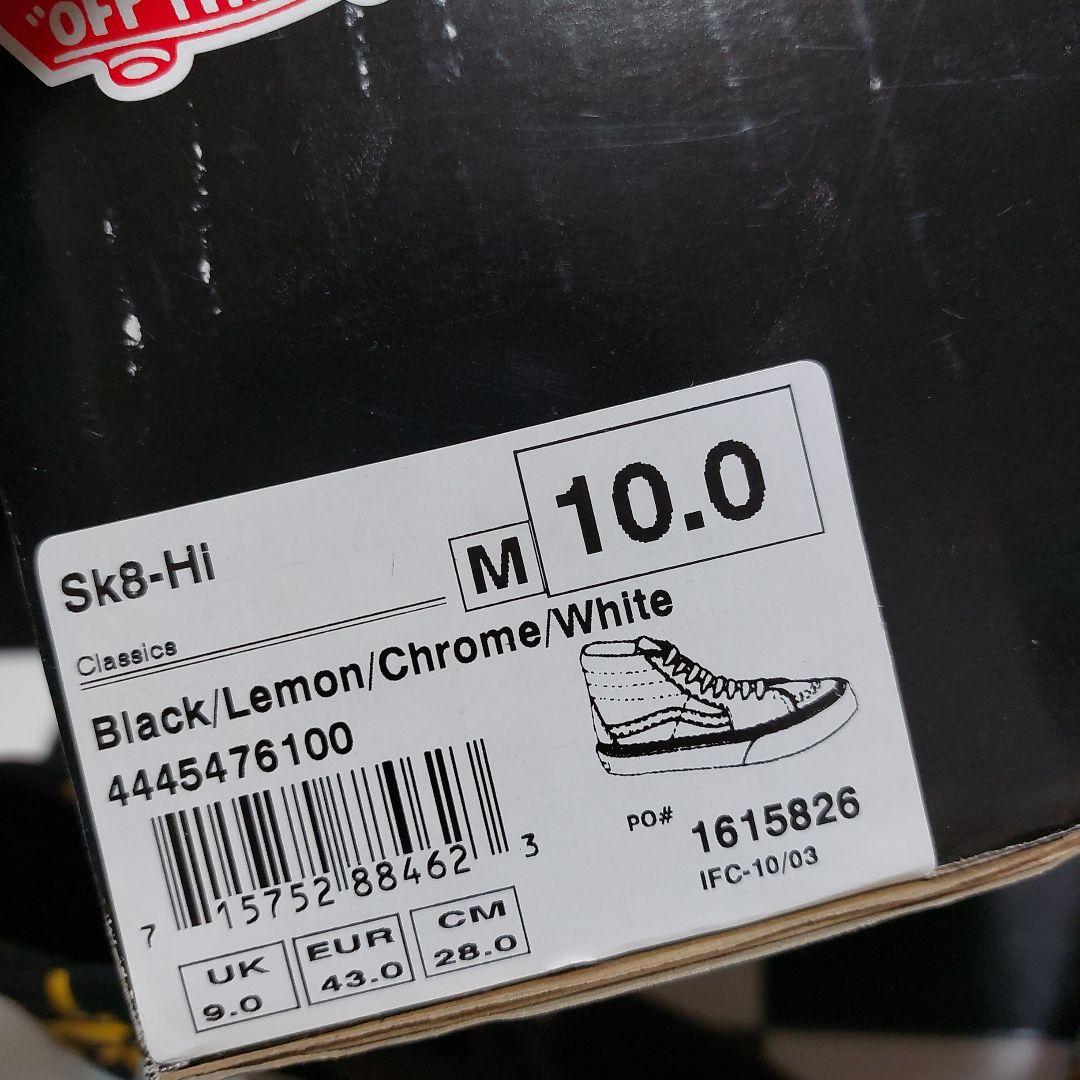 "OFF
Sk8-Hi
M
10.0
Classics
Black/Lemon/Chrome/White
4445476100
7 15752 88462 3
PO# 1615826
IFC-10/03
UK
9.0
EUR
43.0
CM
28.0